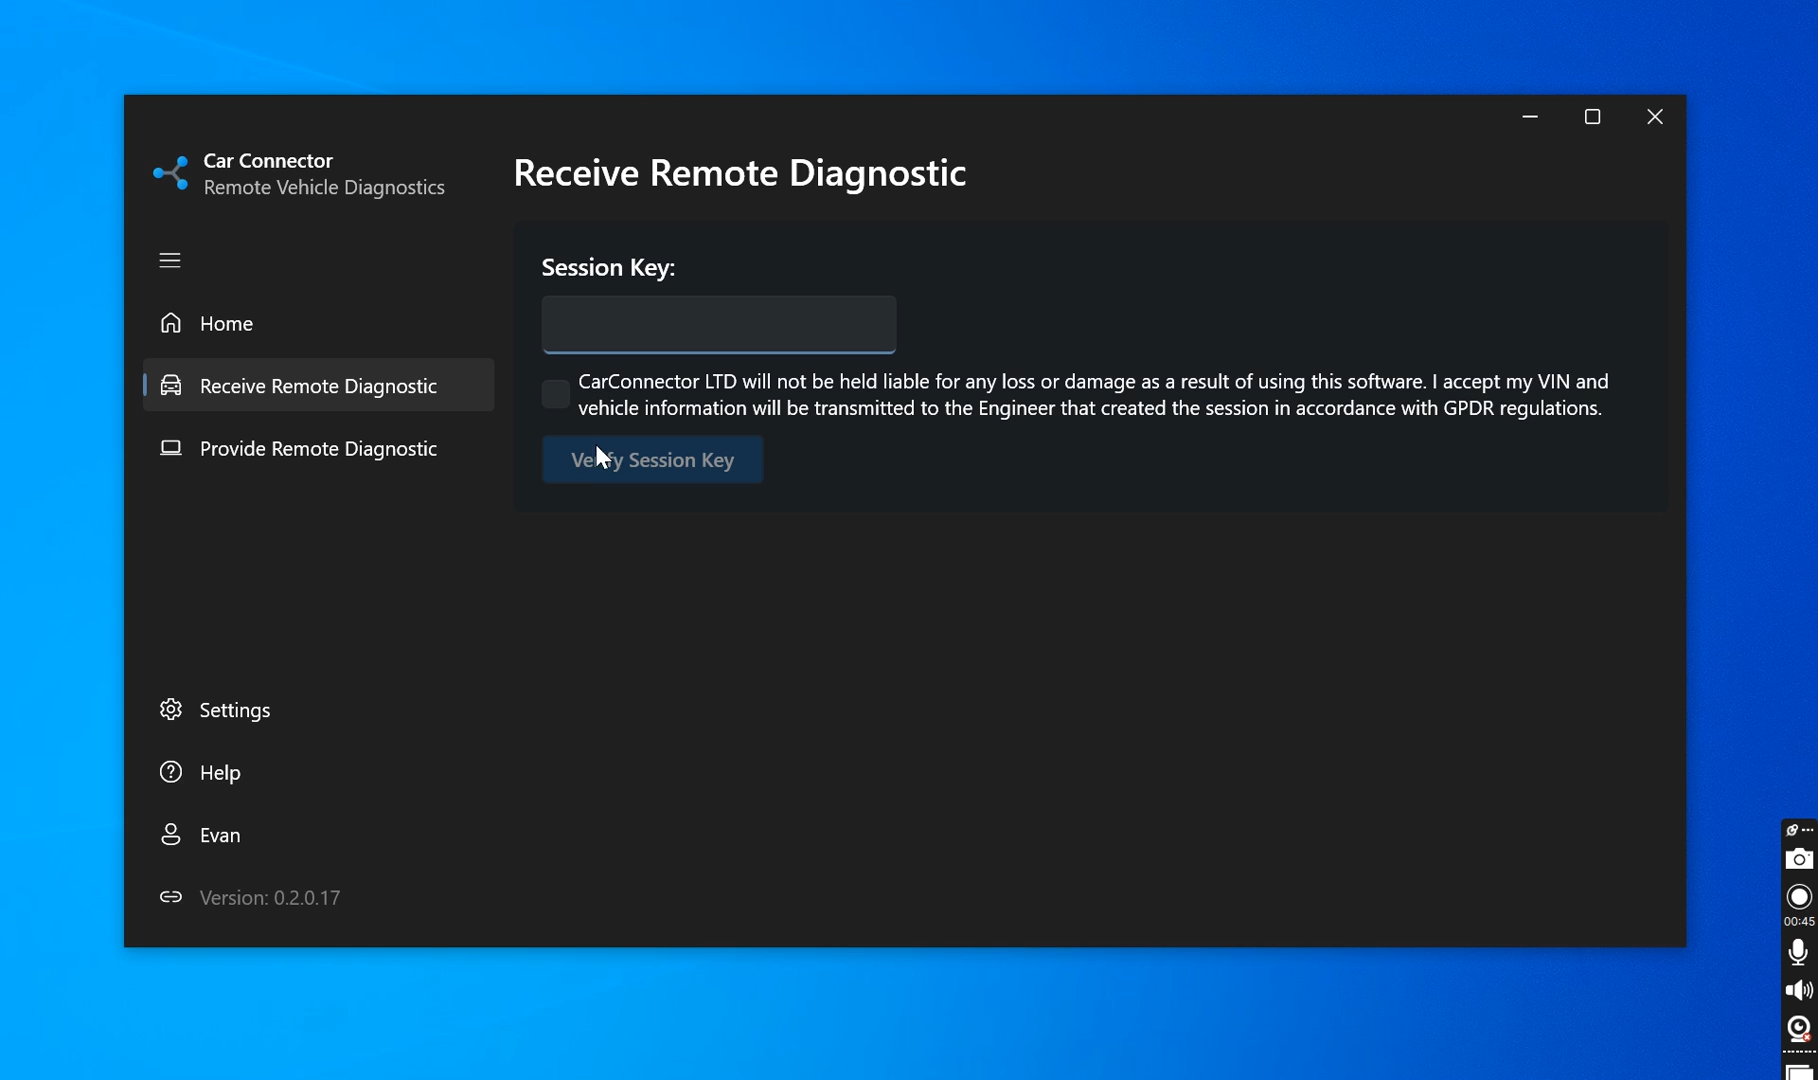 Car Connector
Remote Vehicle Diagnostics
Receive Remote Diagnostic
Session Key:
Home
Receive Remote Diagnostic
CarConnector LTD will not be held liable for any loss or damage as a result of using this software. I accept my VIN and
vehicle information will be transmitted to the Engineer that created the session in accordance with GPDR regulations.
Provide Remote Diagnostic
Verify Session Key
Settings
Help
Evan
Version: 0.2.0.17
00:45